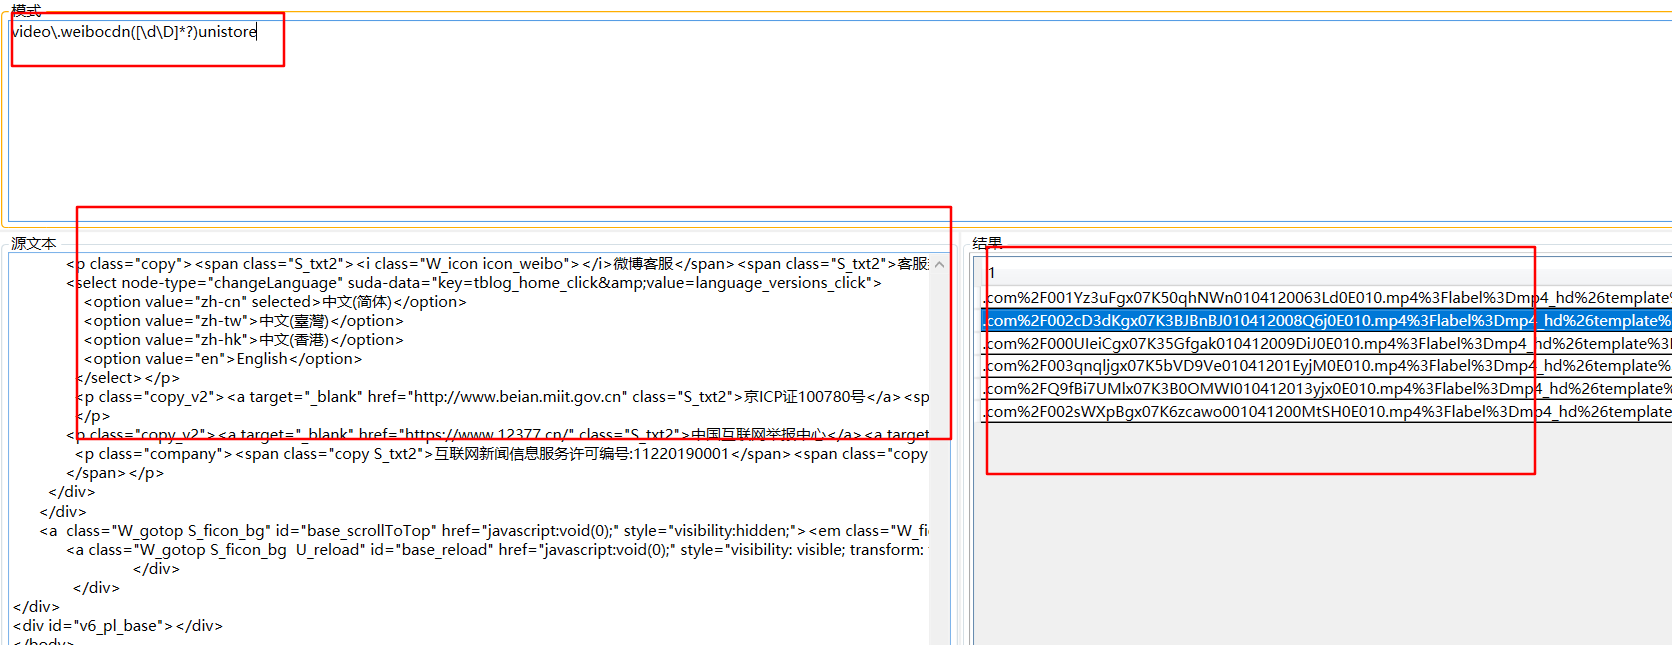 模式
video\.weibocdn([\d\D]*?)unistore
源文本
<p class="copy"><span class="S_txt2"><i class="W_icon icon_weibo"></i>微博客服</span><span class="S_txt2">客服
<select node-type="changeLanguage" suda-data="key=tblog_home_click&amp;value=language_versions_click">
<option value="zh-cn" selected>中文(简体)</option>
<option value="zh-tw">中文(臺灣)</option>
<option value="zh-hk">中文(香港)</option>
<option value="en">English</option>
</select></p>
<p class="copy_v2"><a target="_blank" href="http://www.beian.miit.gov.cn" class="S_txt2">京ICP证100780号</a><sp
</p>
<p class="copy_v2"><a target="_blank" href="https://www.12377.cn/" class="S_txt2">中国互联网举报中心</a><a target
<p class="company"><span class="copy S_txt2">互联网新闻信息服务许可编号:11220190001</span><span class="copy
</span></p>
</div>
</div>
<a  class="W_gotop S_ficon_bg" id="base_scrollToTop" href="javascript:void(0);" style="visibility:hidden;"><em class="W_fi
<a class="W_gotop S_ficon_bg  U_reload" id="base_reload" href="javascript:void(0);" style="visibility: visible; transform:
</div>
</div>
</div>
<div id="v6_pl_base"></div>
</body>
结果
1
.com%2F001Yz3uFgx07K50qhNWn0104120063Ld0E010.mp4%3Flabel%3Dmp4_hd%26template%
.com%2F002cD3dKgx07K3BJBnBJ010412008Q6j0E010.mp4%3Flabel%3Dmp4_hd%26template%
.com%2F000UIeiCgx07K35Gfgak010412009DiJ0E010.mp4%3Flabel%3Dmp4_hd%26template%3
.com%2F003qnqljgx07K5bVD9Ve01041201EyjM0E010.mp4%3Flabel%3Dmp4_hd%26template%
.com%2FQ9fBi7UMlx07K3B0OMWI010412013yjx0E010.mp4%3Flabel%3Dmp4_hd%26template%
.com%2F002sWXpBgx07K6zcawo001041200MtSH0E010.mp4%3Flabel%3Dmp4_hd%26template